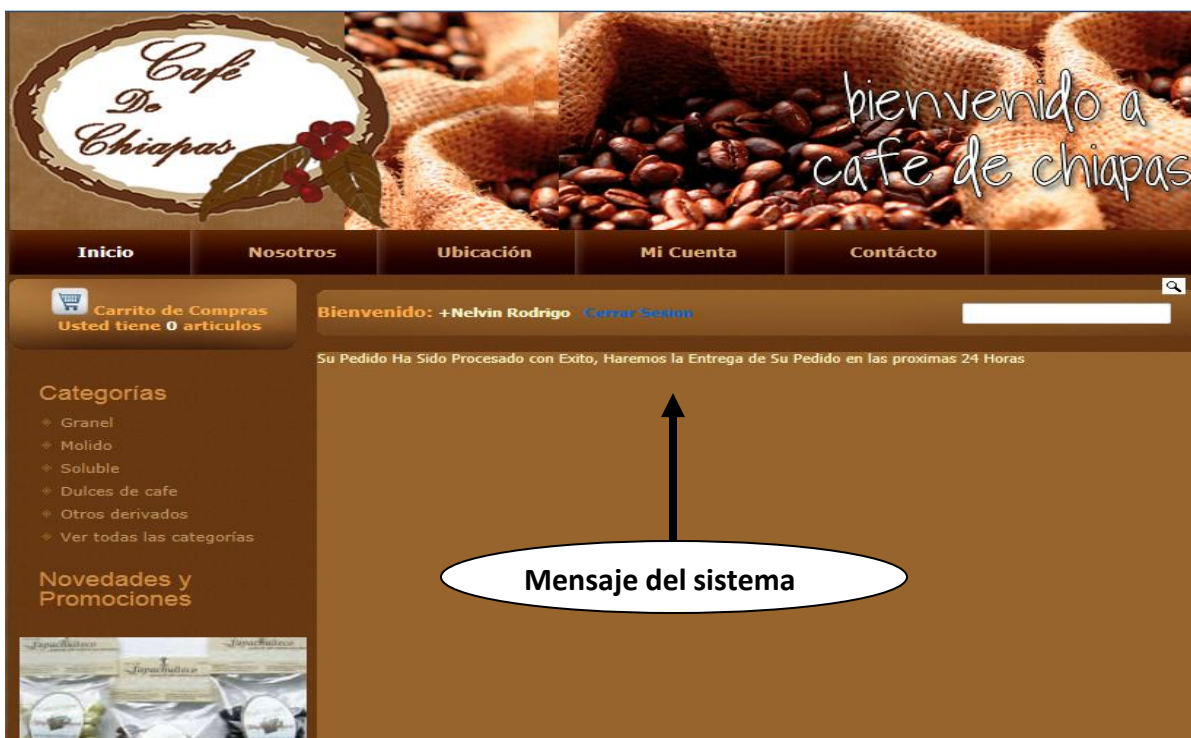 Café
De
Chiapas
bienvenido a
cafe de chiapas
Inicio Nosotros Ubicación Mi Cuenta Contácto
Carrito de Compras
Usted tiene 0 articulos
Bienvenido: +Nelvin Rodrigo Cerrar Sesion
Su Pedido Ha Sido Procesado con Exito, Haremos la Entrega de Su Pedido en las proximas 24 Horas
Categorías
Granel
Molido
Soluble
Dulces de cafe
Otros derivados
Ver todas las categorías
Novedades y
Promociones
Mensaje del sistema
Tapachulteco
Tapachulteco
Tapachulteco